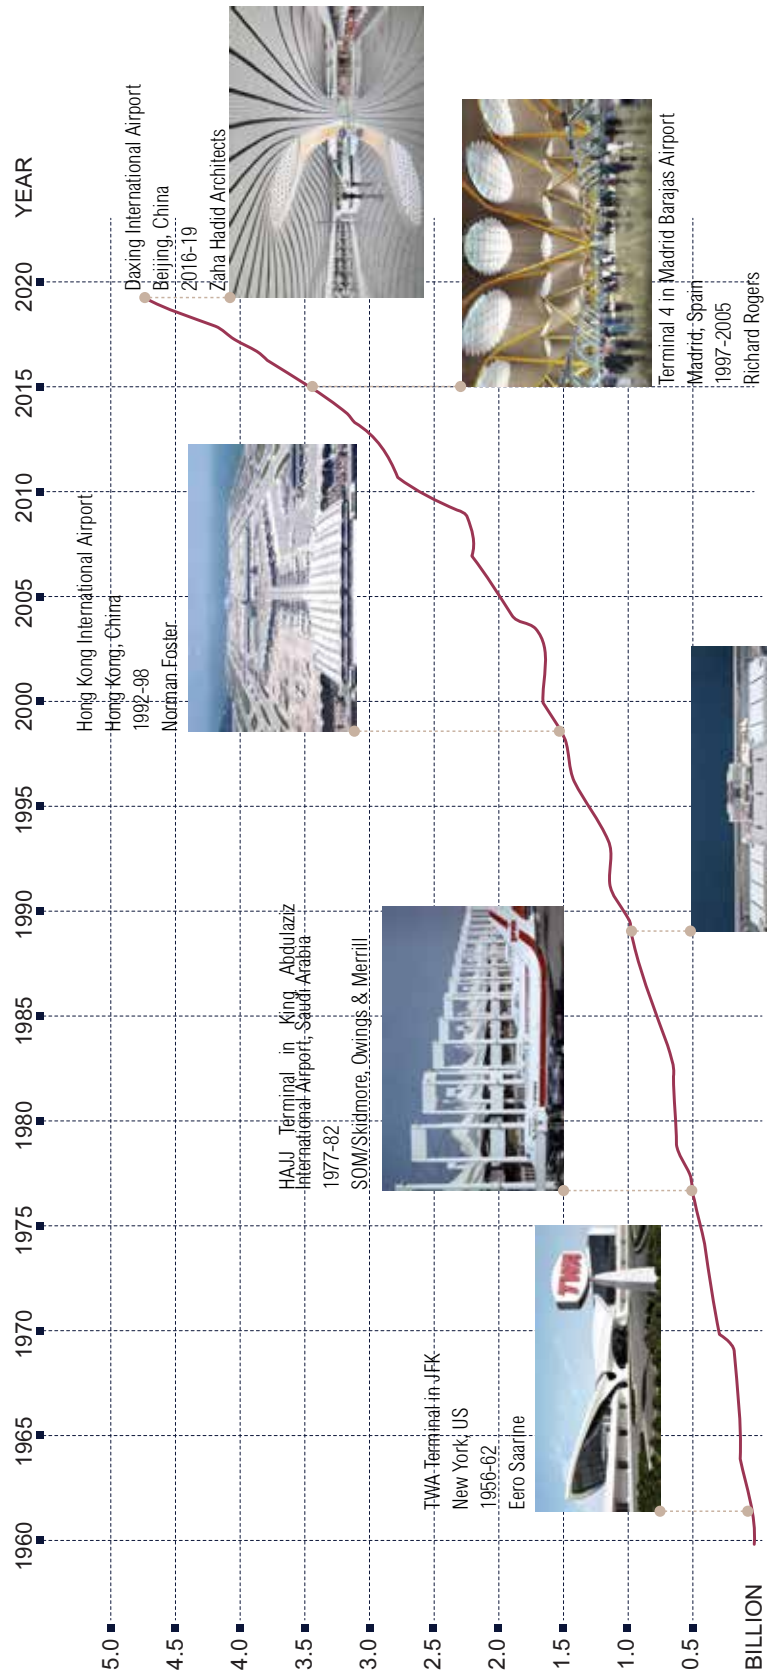 5.0
4.5
4.0
3.5
3.0
2.5
2.0
1.5
1.0
0.5
BILLION
1960
1965
1970
1975
1980
1985
1990
1995
2000
2005
2010
2015
2020
YEAR
TWA Terminal in JFK
New York, US
1956-62
Eero Saarine
TWA
HAJJ Terminal in King Abdulaziz
International Airport, Saudi Arabia
1977-82
SOM/Skidmore, Owings & Merrill
Hong Kong International Airport
Hong Kong, China
1992-98
Norman Foster
Daxing International Airport
Beijing, China
2016-19
Zaha Hadid Architects
Terminal 4 in Madrid Barajas Airport
Madrid, Spain
1997-2005
Richard Rogers